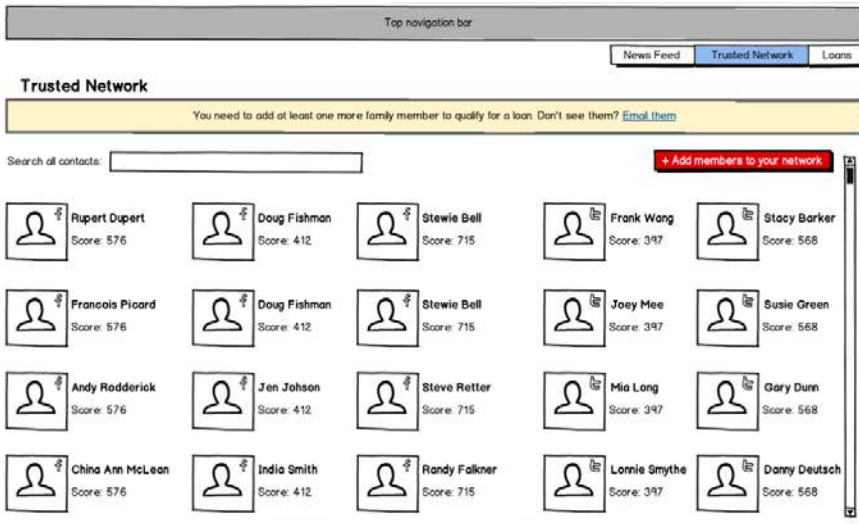 Top navigation bar
News Feed Trusted Network Loans
Trusted Network
You need to add at least one more family member to qualify for a loan. Don't see them? Email them
Search all contacts:
+ Add members to your network
Rupert Dupert Doug Fishman Stewie Bell Frank Wang Stacy Barker
Score: 576 Score: 412 Score: 715 Score: 397 Score: 568
Francois Picard Doug Fishman Stewie Bell Joey Mee Susie Green
Score: 576 Score: 412 Score: 715 Score: 397 Score: 568
Andy Rodderick Jen Johson Steve Retter Mia Long Gary Dunn
Score: 576 Score: 412 Score: 715 Score: 397 Score: 568
China Ann McLean India Smith Randy Falkner Lonnie Smythe Danny Deutsch
Score: 576 Score: 412 Score: 715 Score: 397 Score: 568